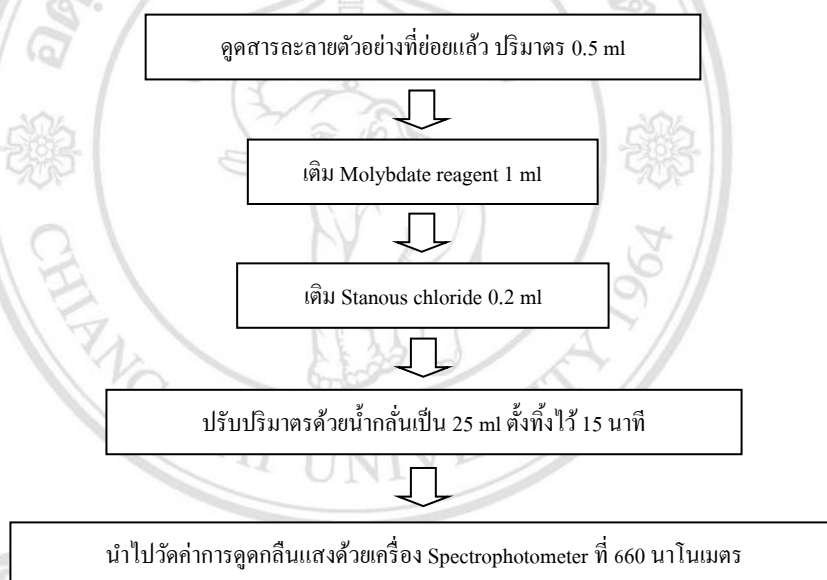 ดูดสารละลายตัวอย่างที่ย่อยแล้ว ปริมาตร 0.5 ml
เติม Molybdate reagent 1 ml
เติม Stanous chloride 0.2 ml
ปรับปริมาตรด้วยน้ำกลั่นเป็น 25 ml ตั้งทิ้งไว้ 15 นาที
นำไปวัดค่าการดูดกลืนแสงด้วยเครื่อง Spectrophotometer ที่ 660 นาโนเมตร
CHIANG UNIVERSITY 1964